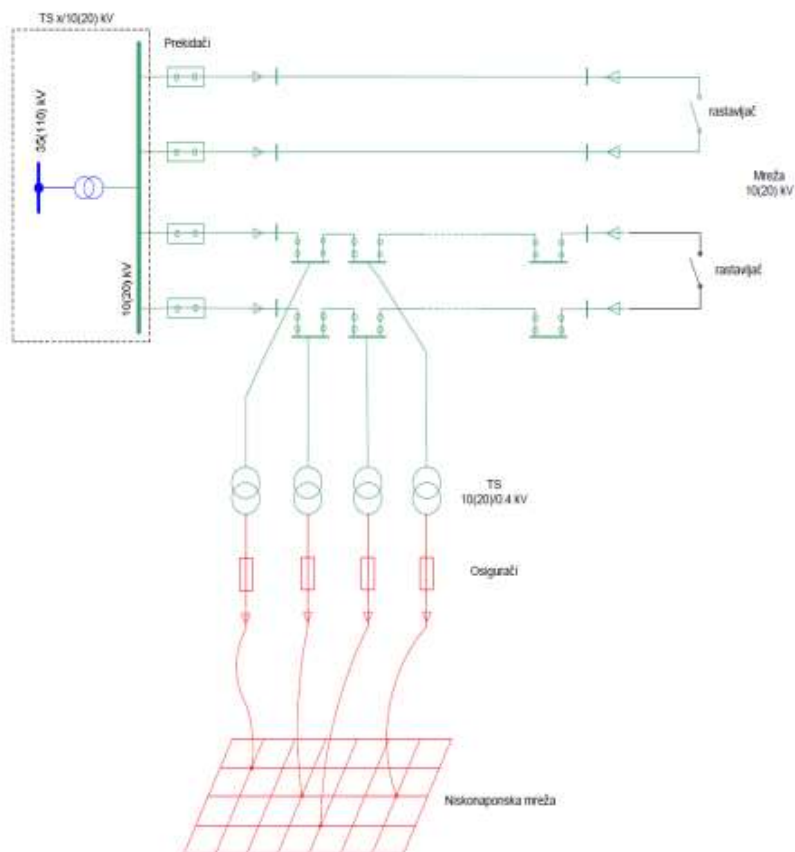 TS x/10(20) kV
Prekidači
35(110) kV
10(20) kV
rastavljač
Mreža
10(20) kV
rastavljač
TS
10(20)/0.4 kV
Osigurači
Niskonaponska mreža